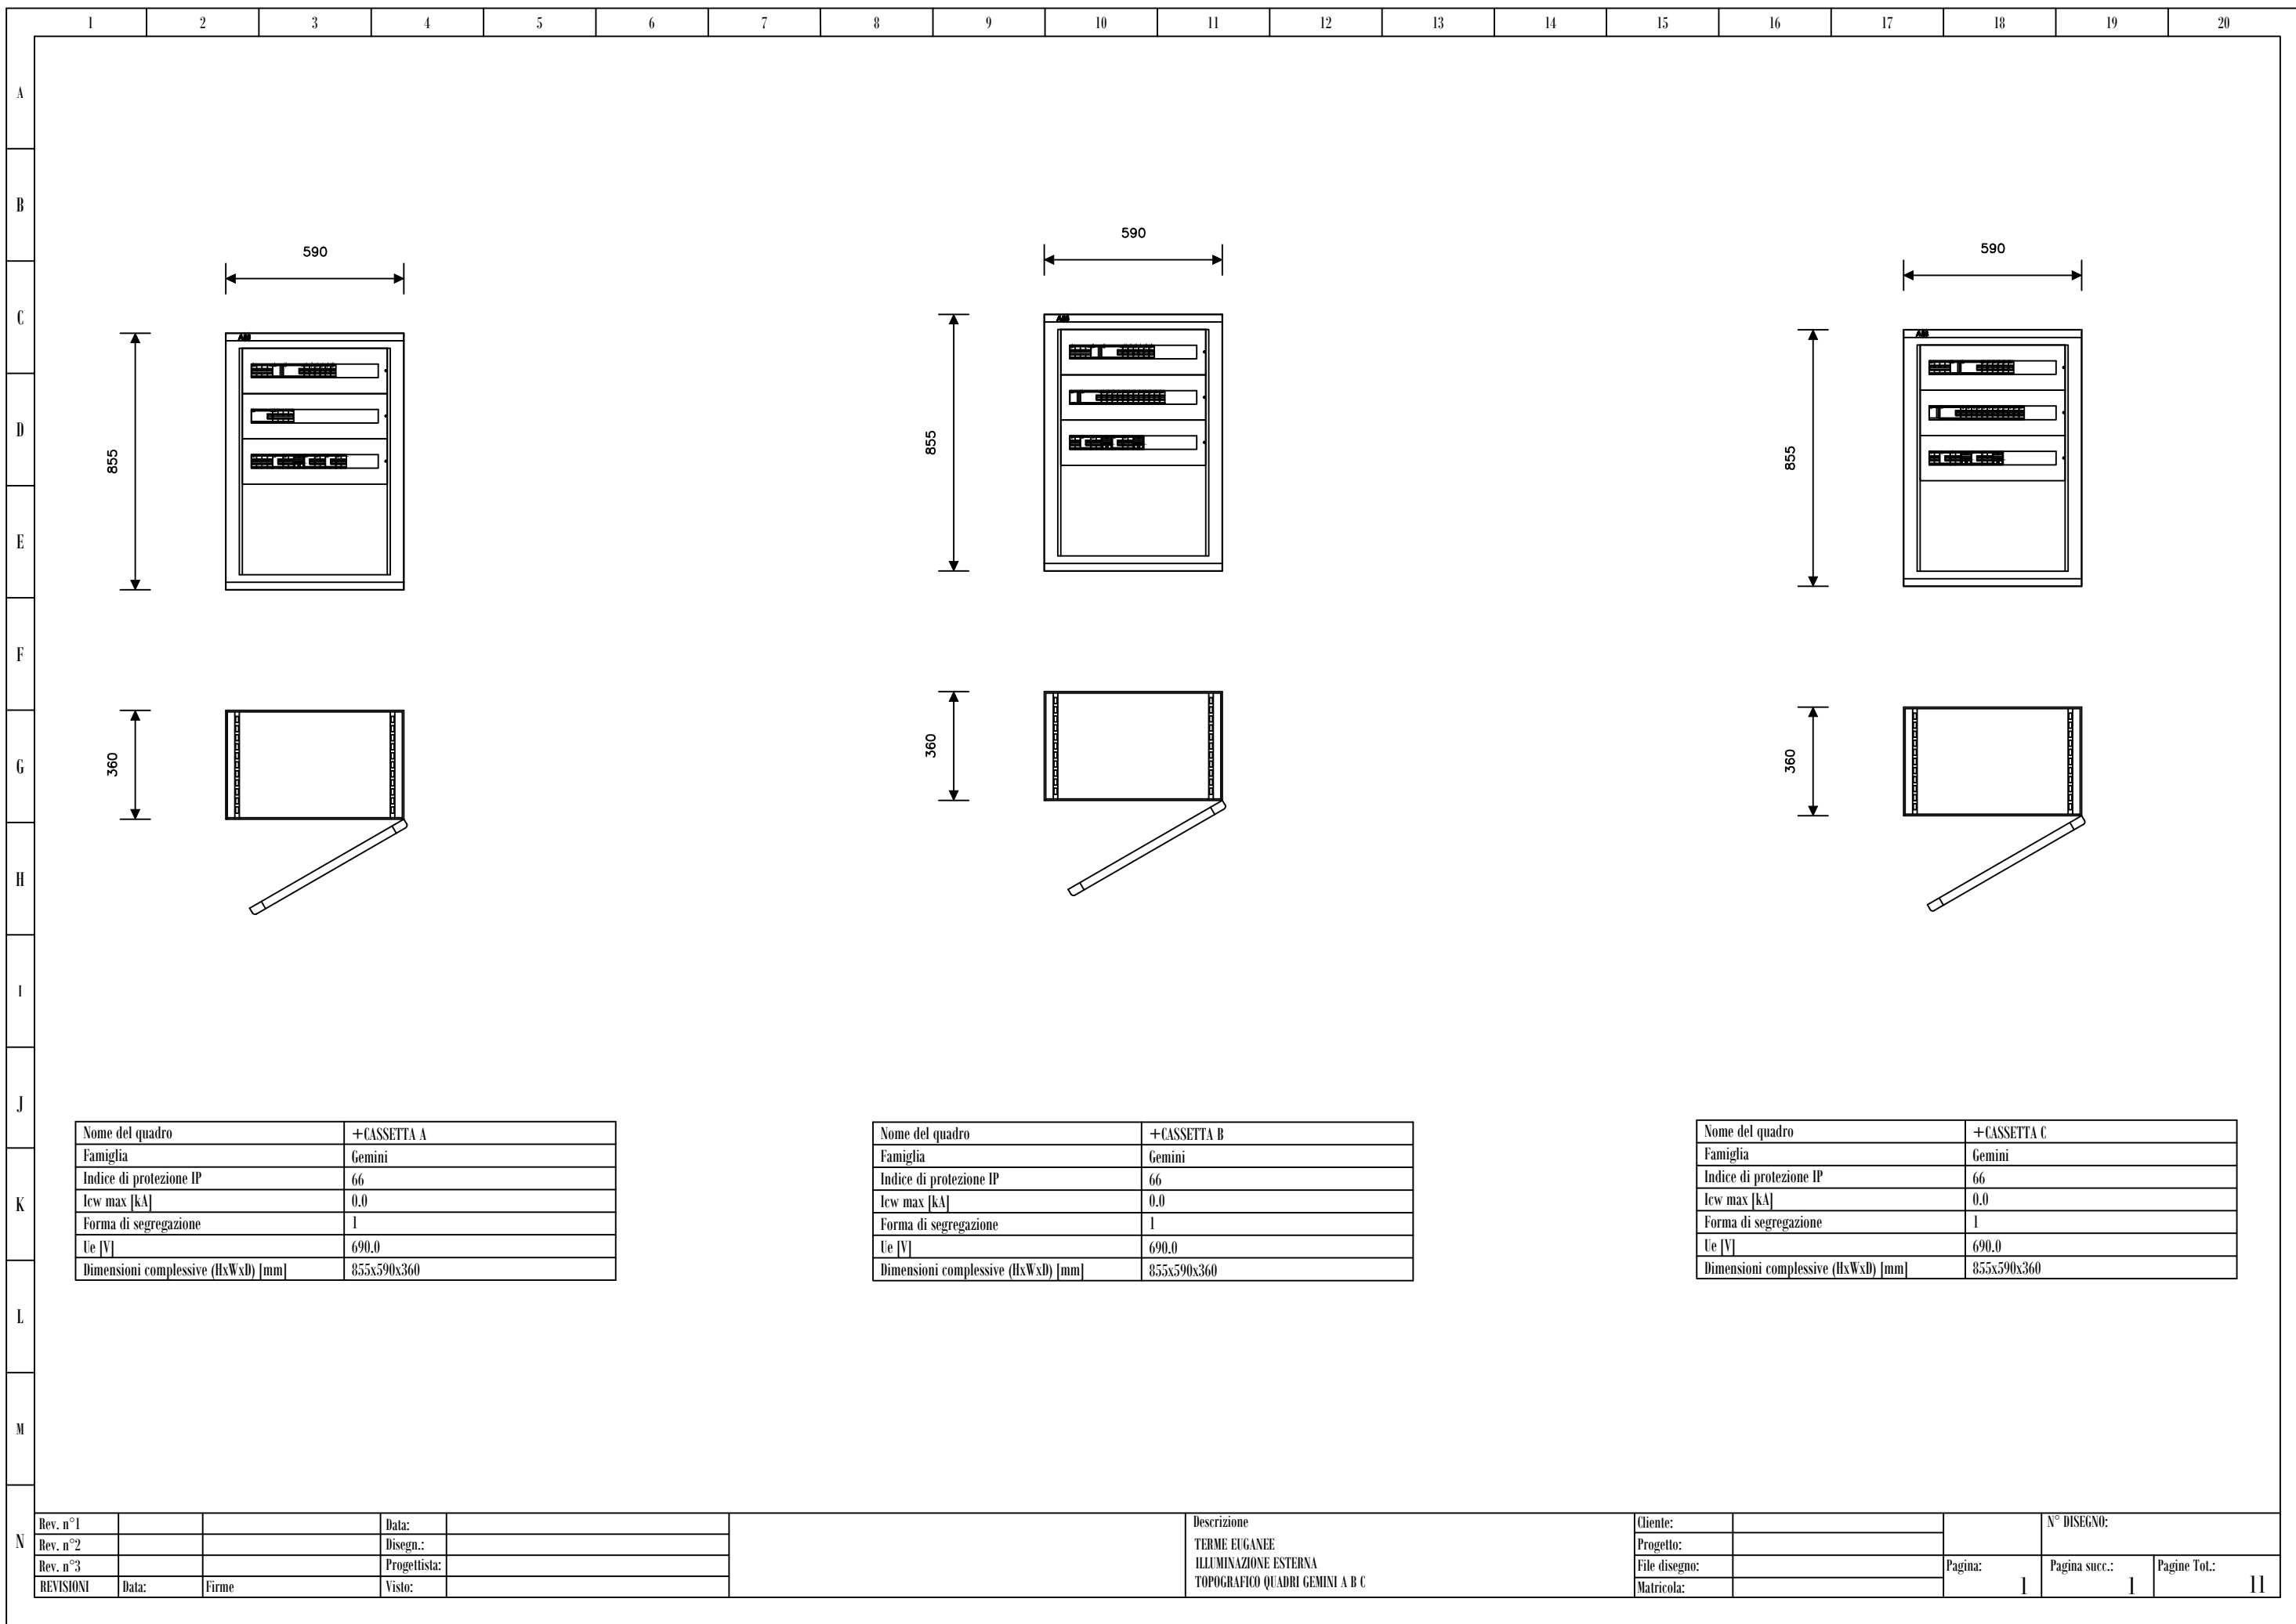 1 2 3 4 5 6 7 8 9 10 11 12 13 14 15 16 17 18 19 20
A
B
C
D
E
F
G
H
I
J
K
L
M
N
590
855
ABB
360
590
855
ABB
360
590
855
ABB
360
Nome del quadro +CASSETTA A
Famiglia Gemini
Indice di protezione IP 66
Icw max [kA] 0.0
Forma di segregazione 1
Ue [V] 690.0
Dimensioni complessive (HxWxD) [mm] 855x590x360
Nome del quadro +CASSETTA B
Famiglia Gemini
Indice di protezione IP 66
Icw max [kA] 0.0
Forma di segregazione 1
Ue [V] 690.0
Dimensioni complessive (HxWxD) [mm] 855x590x360
Nome del quadro +CASSETTA C
Famiglia Gemini
Indice di protezione IP 66
Icw max [kA] 0.0
Forma di segregazione 1
Ue [V] 690.0
Dimensioni complessive (HxWxD) [mm] 855x590x360
Rev. n°1
Rev. n°2
Rev. n°3
REVISIONI Data: Firme
Data:
Disegn.:
Progettista:
Visto:
Descrizione
TERME EUGANEE
ILLUMINAZIONE ESTERNA
TOPOGRAFICO QUADRI GEMINI A B C
Cliente:
Progetto:
File disegno:
Matricola:
N° DISEGNO:
Pagina: 1
Pagina succ.: 1
Pagine Tot.: 11